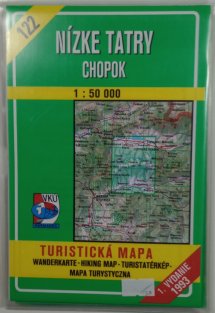 122
NÍZKE TATRY
CHOPOK
1 : 50 000
VKÚ
TURISTICKÁ MAPA
WANDERKARTE·HIKING MAP·TURISTATÉRKÉP·
MAPA TURYSTYCZNA
1. VYDANIE
1993